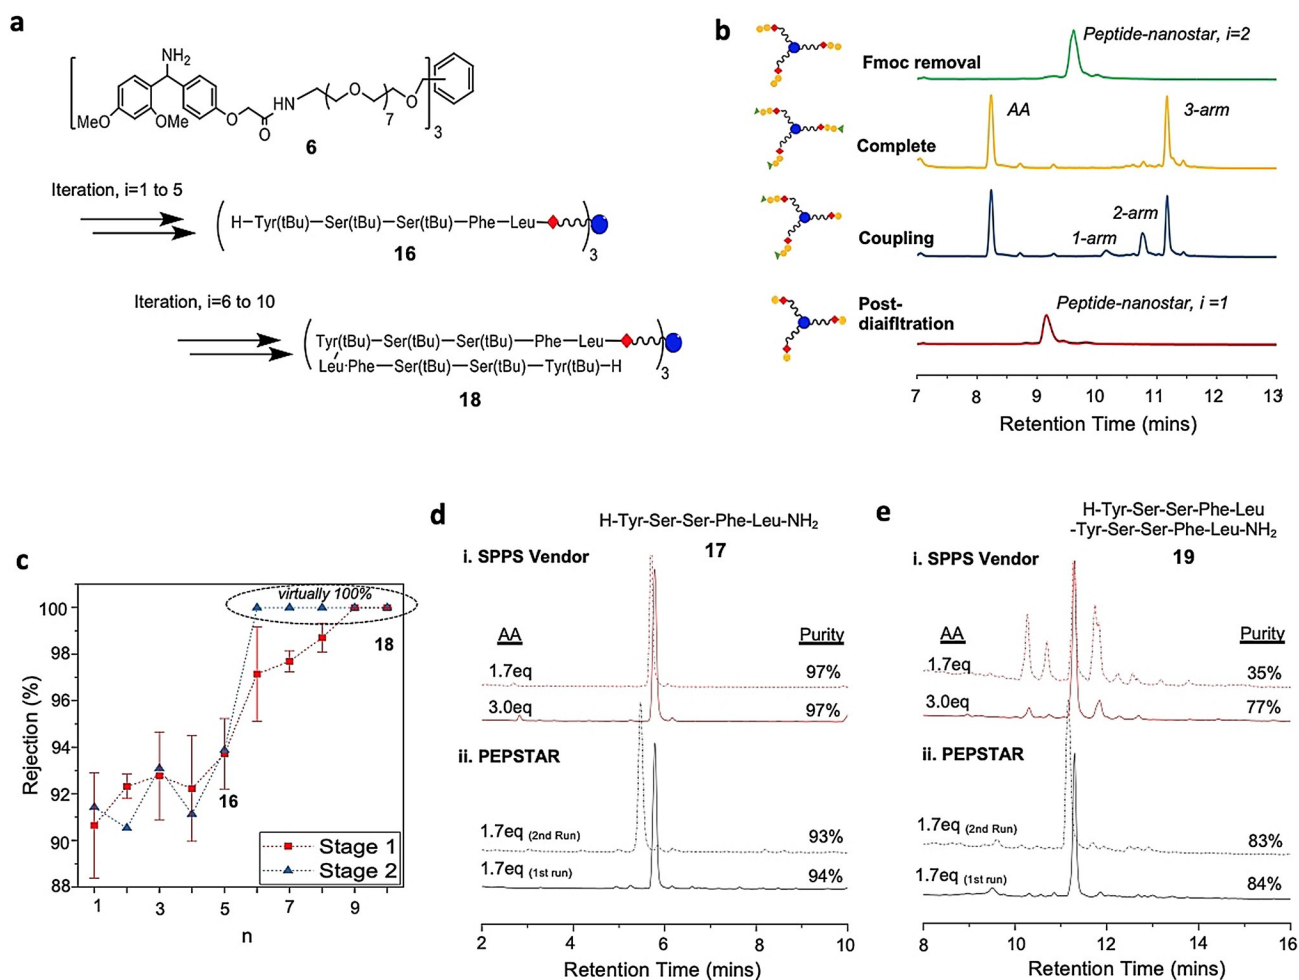 a
NH₂
MeO
OMe
O
O
HN
O
7
O
3
6
Iteration, i=1 to 5
H-Tyr(tBu)-Ser(tBu)-Ser(tBu)-Phe-Leu
3
16
Iteration, i=6 to 10
Tyr(tBu)-Ser(tBu)-Ser(tBu)-Phe-Leu
Leu-Phe-Ser(tBu)-Ser(tBu)-Tyr(tBu)-H
3
18
b
Fmoc removal
Peptide-nanostar, i=2
Complete
AA
3-arm
Coupling
1-arm
2-arm
Post-
diaifltration
Peptide-nanostar, i =1
7 8 9 10 11 12 13
Retention Time (mins)
c
virtually 100%
100
98
96
94
92
90
88
Rejection (%)
16
18
Stage 1
Stage 2
1 3 5 7 9
n
d
H-Tyr-Ser-Ser-Phe-Leu-NH₂
17
i. SPPS Vendor
AA Purity
1.7eq 97%
3.0eq 97%
ii. PEPSTAR
1.7eq (2nd Run) 93%
1.7eq (1st run) 94%
2 4 6 8 10
Retention Time (mins)
e
H-Tyr-Ser-Ser-Phe-Leu
-Tyr-Ser-Ser-Phe-Leu-NH₂
19
i. SPPS Vendor
AA Purity
1.7eq 35%
3.0eq 77%
ii. PEPSTAR
1.7eq (2nd Run) 83%
1.7eq (1st run) 84%
8 10 12 14 16
Retention Time (mins)